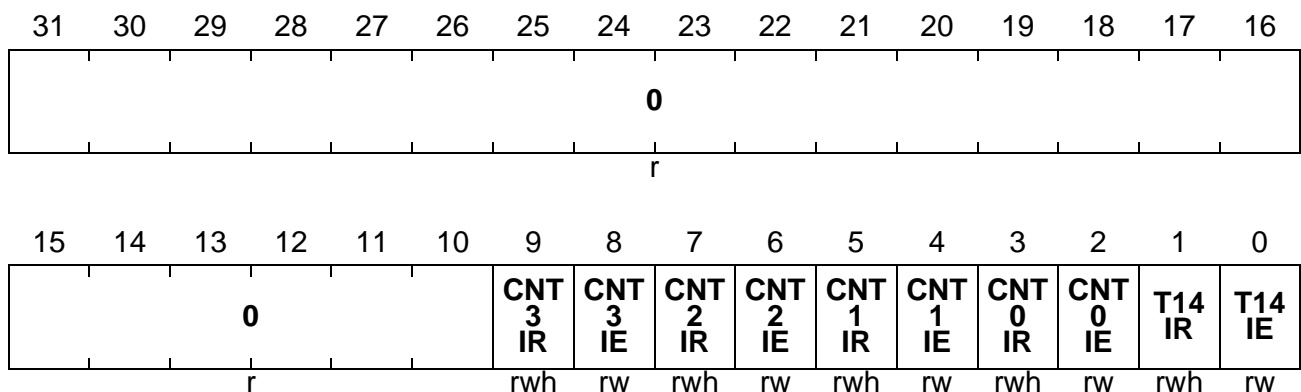 31 30 29 28 27 26 25 24 23 22 21 20 19 18 17 16
0
r
15 14 13 12 11 10 9 8 7 6 5 4 3 2 1 0
0 CNT 3 IR CNT 3 IE CNT 2 IR CNT 2 IE CNT 1 IR CNT 1 IE CNT 0 IR CNT 0 IE T14 IR T14 IE
r rwh rw rwh rw rwh rw rwh rw rwh rw